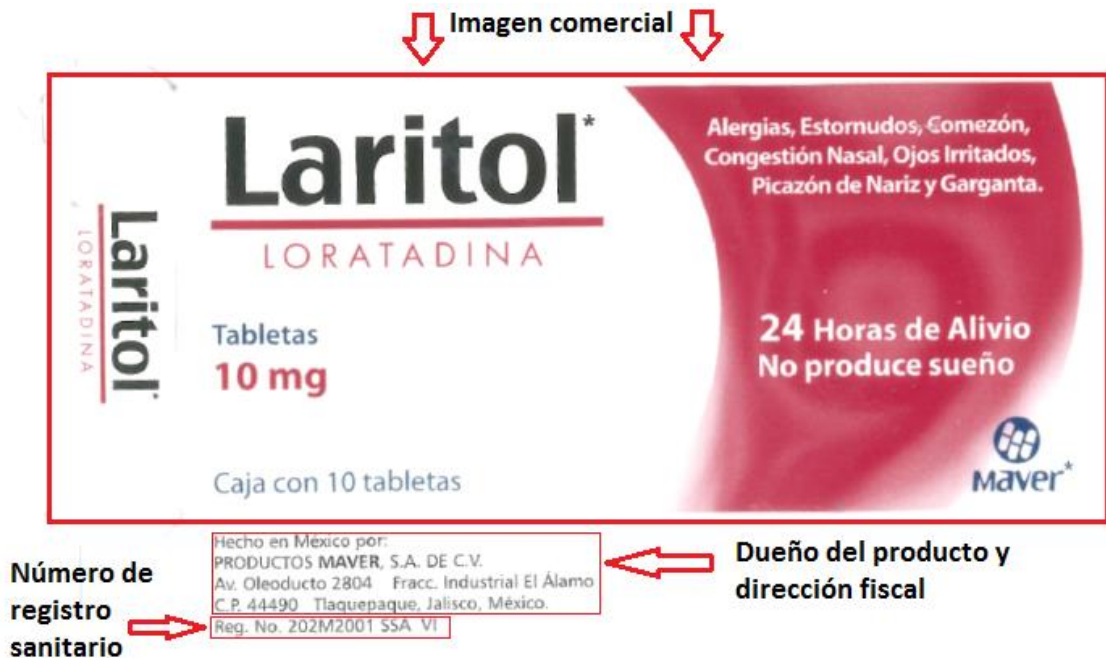 Imagen comercial
Laritol*
LORATADINA
Laritol*
LORATADINA
Tabletas
10 mg
Caja con 10 tabletas
Alergias, Estornudos, Comezón,
Congestión Nasal, Ojos Irritados,
Picazón de Nariz y Garganta.
24 Horas de Alivio
No produce sueño
Maver*
Hecho en México por:
PRODUCTOS MAVER, S.A. DE C.V.
Av. Oleoducto 2804 Fracc. Industrial El Álamo
C.P. 44490 Tlaquepaque, Jalisco, México.
Reg. No. 202M2001 SSA VI
Dueño del producto y
dirección fiscal
Número de
registro
sanitario